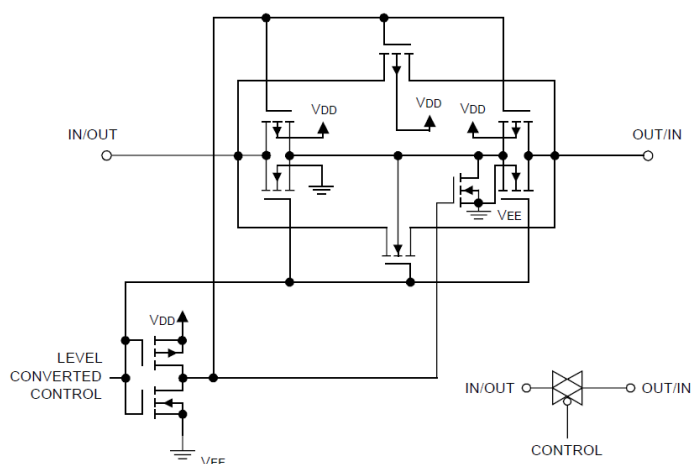 VDD
VDD
VDD
IN/OUT
OUT/IN
VEE
VDD
LEVEL
CONVERTED
CONTROL
IN/OUT
OUT/IN
CONTROL
VEE